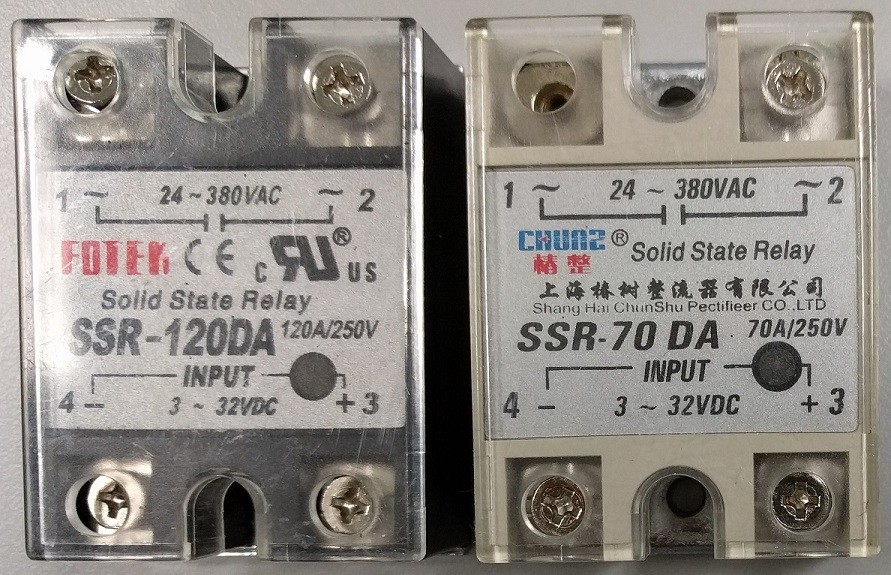 1 ~ 24 ~ 380VAC ~ 2
FOTEK CE c RU ® US
Solid State Relay
SSR-120DA 120A/250V
INPUT
4 - 3 ~ 32VDC + 3
1 ~ 24 ~ 380VAC ~ 2
CHUNZ ® Solid State Relay
椿整
上海椿树整流器有限公司
Shang Hai ChunShu Pectifieer CO.,LTD
SSR-70 DA 70A/250V
INPUT
4 - 3 ~ 32VDC + 3